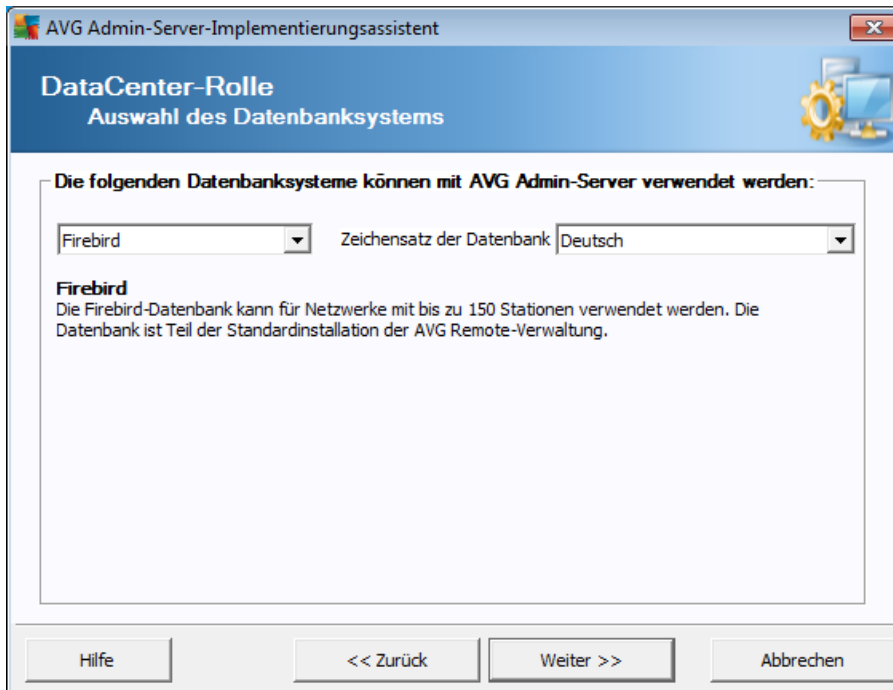 AVG Admin-Server-Implementierungsassistent
DataCenter-Rolle
Auswahl des Datenbanksystems
Die folgenden Datenbanksysteme können mit AVG Admin-Server verwendet werden:
Firebird Zeichensatz der Datenbank Deutsch
Firebird
Die Firebird-Datenbank kann für Netzwerke mit bis zu 150 Stationen verwendet werden. Die
Datenbank ist Teil der Standardinstallation der AVG Remote-Verwaltung.
Hilfe << Zurück Weiter >> Abbrechen